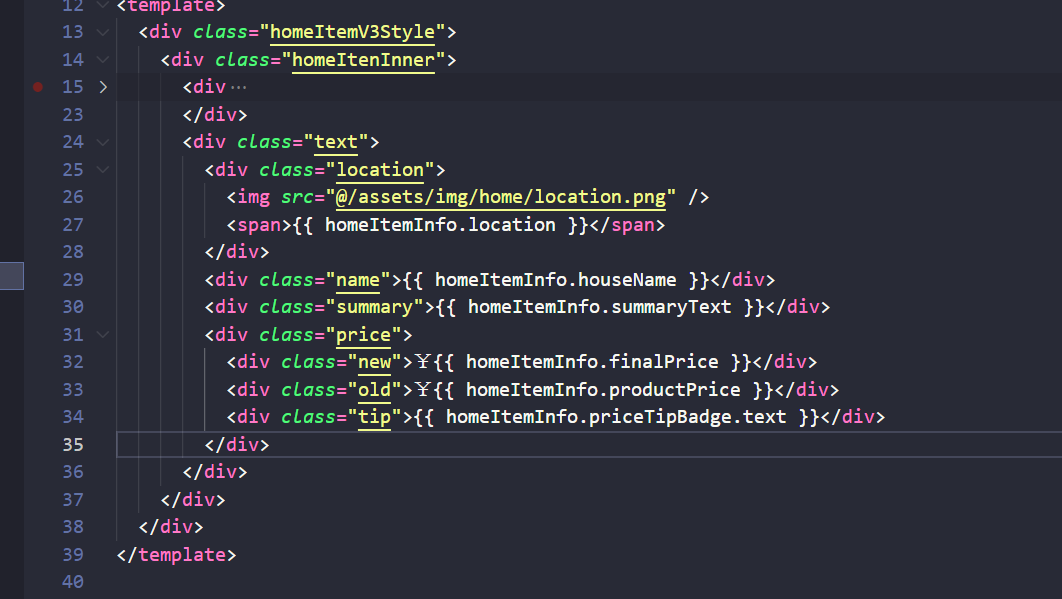 12 <template>
13 <div class="homeItemV3Style">
14 <div class="homeItenInner">
15 <div ···
23 </div>
24 <div class="text">
25 <div class="location">
26 <img src="@/assets/img/home/location.png" />
27 <span>{{ homeItemInfo.location }}</span>
28 </div>
29 <div class="name">{{ homeItemInfo.houseName }}</div>
30 <div class="summary">{{ homeItemInfo.summaryText }}</div>
31 <div class="price">
32 <div class="new">¥{{ homeItemInfo.finalPrice }}</div>
33 <div class="old">¥{{ homeItemInfo.productPrice }}</div>
34 <div class="tip">{{ homeItemInfo.priceTipBadge.text }}</div>
35 </div>
36 </div>
37 </div>
38 </div>
39 </template>
40